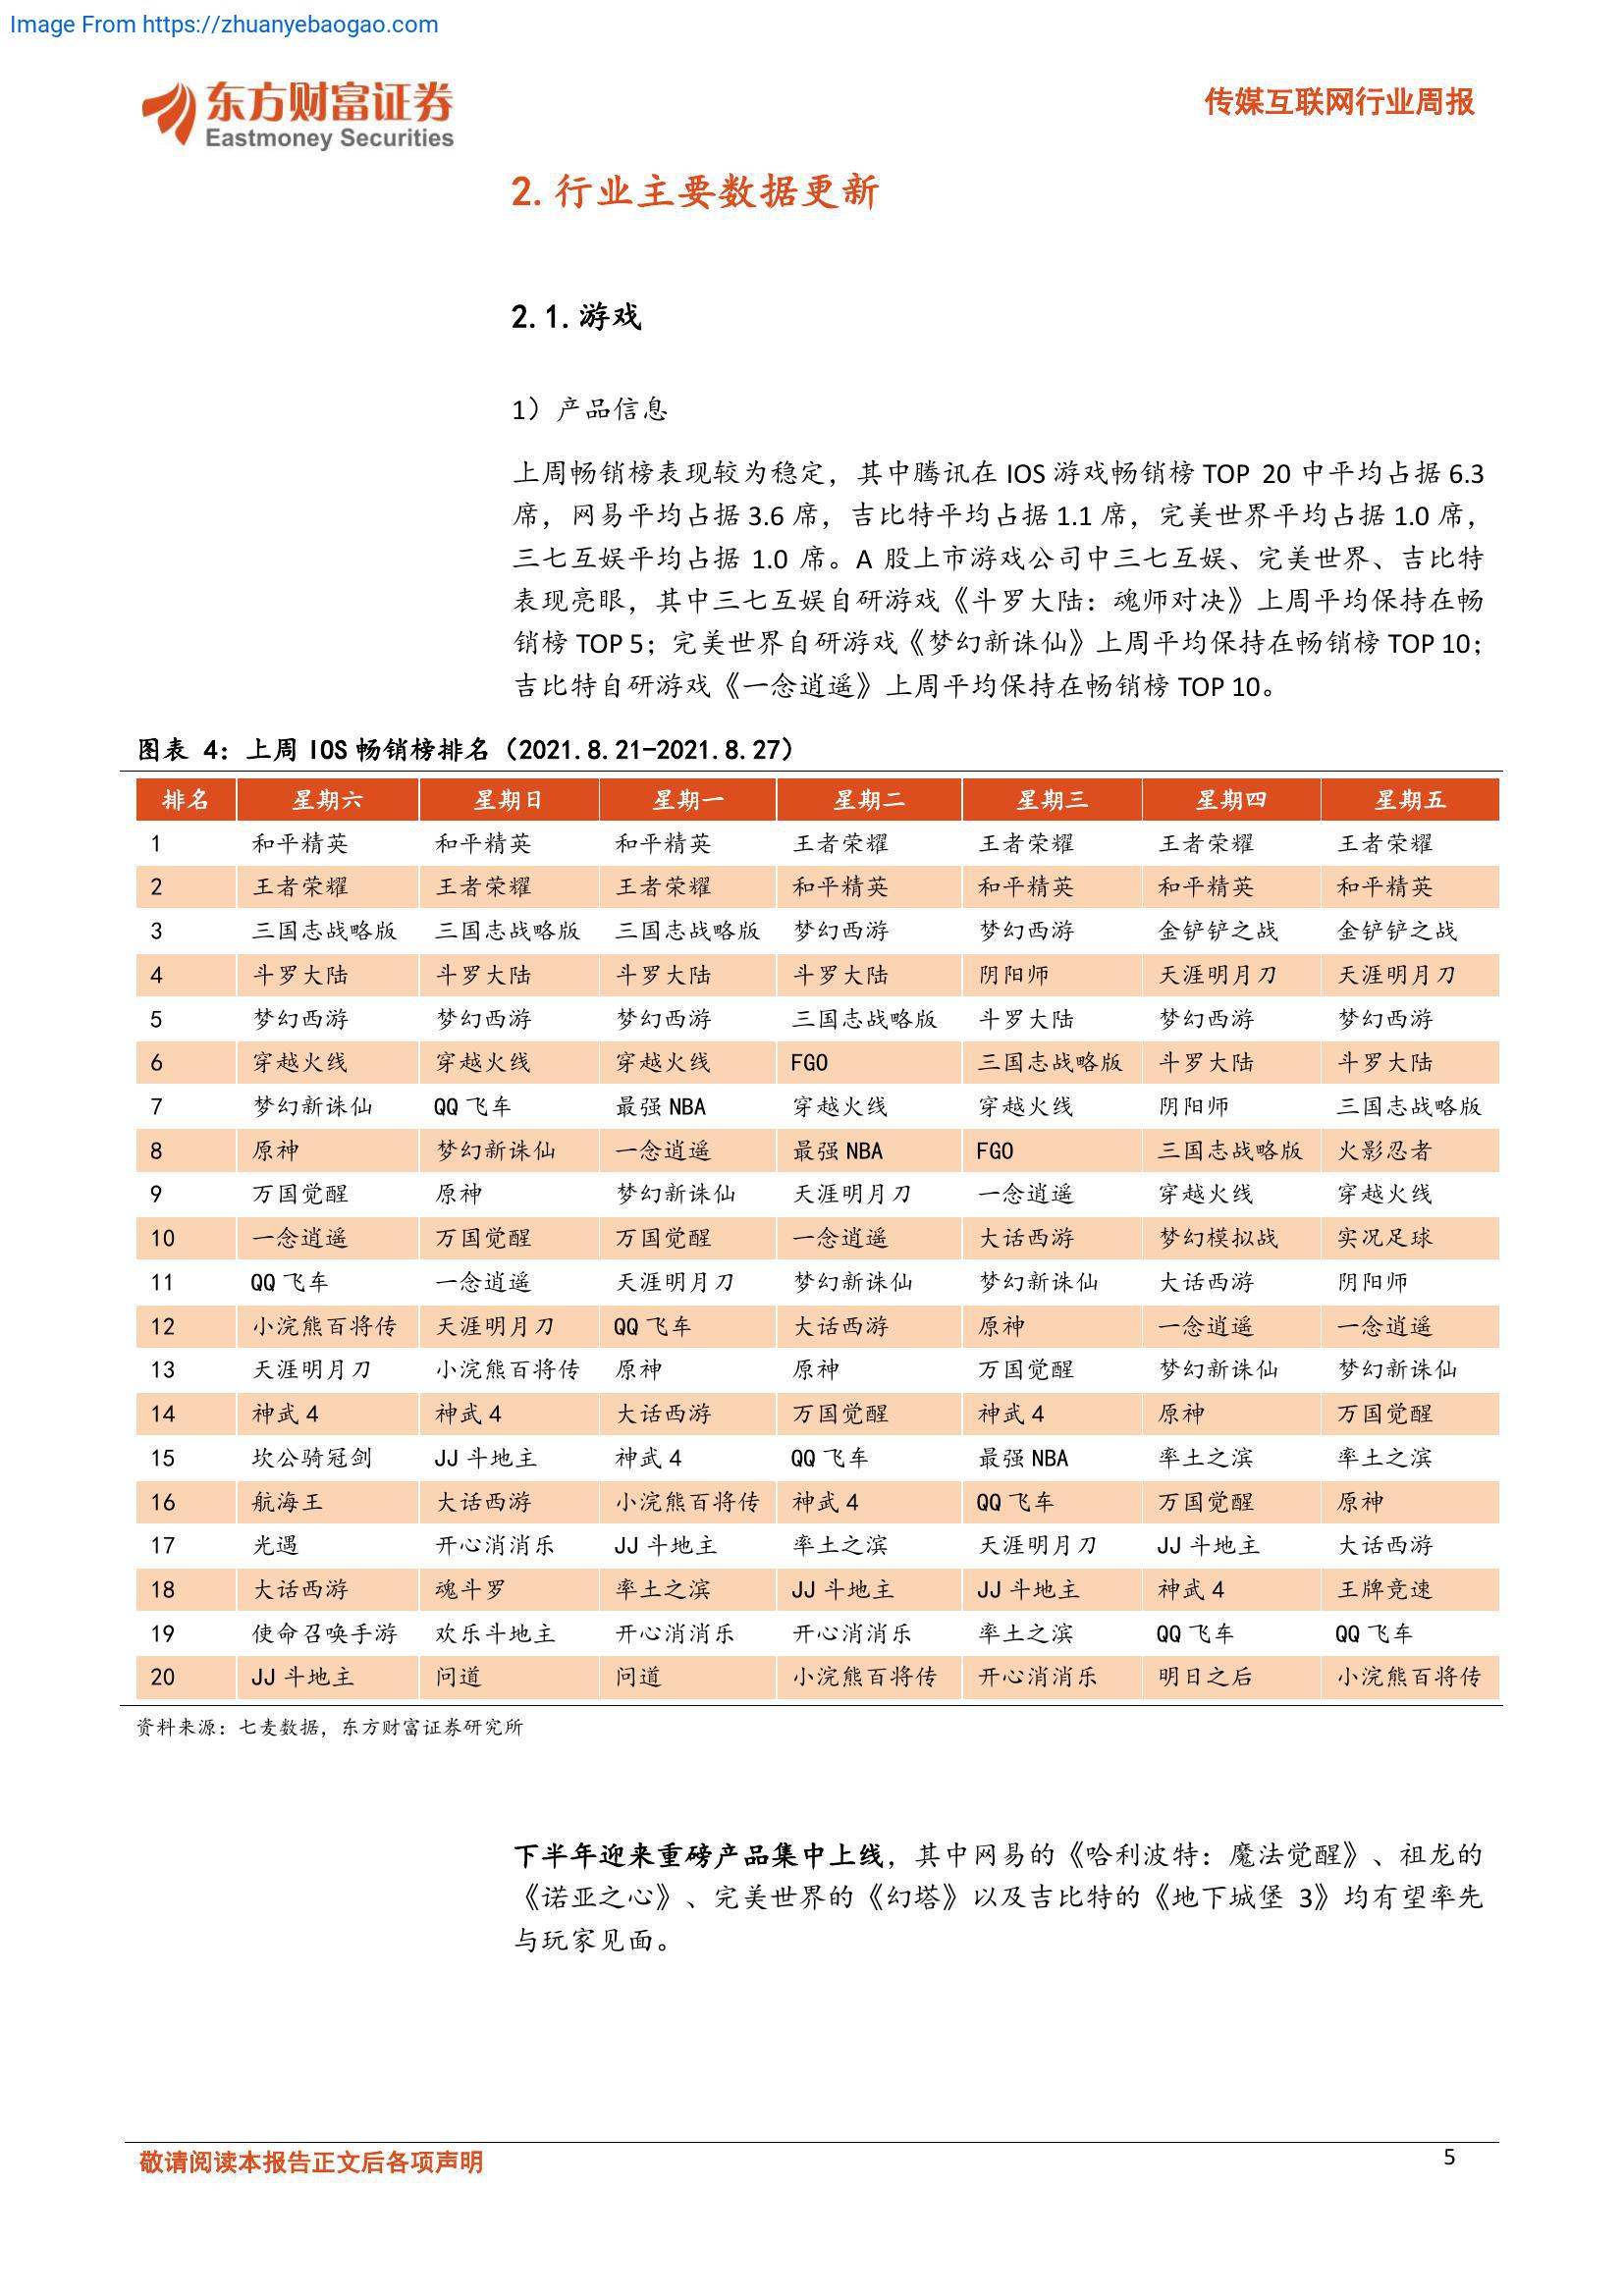 Image From https://zhuanyebaogao.com
东方财富证券
Eastmoney Securities
传媒互联网行业周报
2.行业主要数据更新
2.1.游戏
1）产品信息
上周畅销榜表现较为稳定，其中腾讯在 IOS 游戏畅销榜 TOP 20 中平均占据 6.3
席，网易平均占据 3.6 席，吉比特平均占据 1.1 席，完美世界平均占据 1.0 席，
三七互娱平均占据 1.0 席。A 股上市游戏公司中三七互娱、完美世界、吉比特
表现亮眼，其中三七互娱自研游戏《斗罗大陆：魂师对决》上周平均保持在畅
销榜 TOP 5；完美世界自研游戏《梦幻新诛仙》上周平均保持在畅销榜 TOP 10；
吉比特自研游戏《一念逍遥》上周平均保持在畅销榜 TOP 10。
图表 4：上周 IOS 畅销榜排名（2021.8.21-2021.8.27）
排名 星期六 星期日 星期一 星期二 星期三 星期四 星期五
1 和平精英 和平精英 和平精英 王者荣耀 王者荣耀 王者荣耀 王者荣耀
2 王者荣耀 王者荣耀 王者荣耀 和平精英 和平精英 和平精英 和平精英
3 三国志战略版 三国志战略版 三国志战略版 梦幻西游 梦幻西游 金铲铲之战 金铲铲之战
4 斗罗大陆 斗罗大陆 斗罗大陆 斗罗大陆 阴阳师 天涯明月刀 天涯明月刀
5 梦幻西游 梦幻西游 梦幻西游 三国志战略版 斗罗大陆 梦幻西游 梦幻西游
6 穿越火线 穿越火线 穿越火线 FGO 三国志战略版 斗罗大陆 斗罗大陆
7 梦幻新诛仙 QQ 飞车 最强 NBA 穿越火线 穿越火线 阴阳师 三国志战略版
8 原神 梦幻新诛仙 一念逍遥 最强 NBA FGO 三国志战略版 火影忍者
9 万国觉醒 原神 梦幻新诛仙 天涯明月刀 一念逍遥 穿越火线 穿越火线
10 一念逍遥 万国觉醒 万国觉醒 一念逍遥 大话西游 梦幻模拟战 实况足球
11 QQ 飞车 一念逍遥 天涯明月刀 梦幻新诛仙 梦幻新诛仙 大话西游 阴阳师
12 小浣熊百将传 天涯明月刀 QQ 飞车 大话西游 原神 一念逍遥 一念逍遥
13 天涯明月刀 小浣熊百将传 原神 原神 万国觉醒 梦幻新诛仙 梦幻新诛仙
14 神武 4 神武 4 大话西游 万国觉醒 神武 4 原神 万国觉醒
15 坎公骑冠剑 JJ 斗地主 神武 4 QQ 飞车 最强 NBA 率土之滨 率土之滨
16 航海王 大话西游 小浣熊百将传 神武 4 QQ 飞车 万国觉醒 原神
17 光遇 开心消消乐 JJ 斗地主 率土之滨 天涯明月刀 JJ 斗地主 大话西游
18 大话西游 魂斗罗 率土之滨 JJ 斗地主 JJ 斗地主 神武 4 王牌竞速
19 使命召唤手游 欢乐斗地主 开心消消乐 开心消消乐 率土之滨 QQ 飞车 QQ 飞车
20 JJ 斗地主 问道 问道 小浣熊百将传 开心消消乐 明日之后 小浣熊百将传
资料来源：七麦数据，东方财富证券研究所
下半年迎来重磅产品集中上线，其中网易的《哈利波特：魔法觉醒》、祖龙的
《诺亚之心》、完美世界的《幻塔》以及吉比特的《地下城堡 3》均有望率先
与玩家见面。
敬请阅读本报告正文后各项声明
5